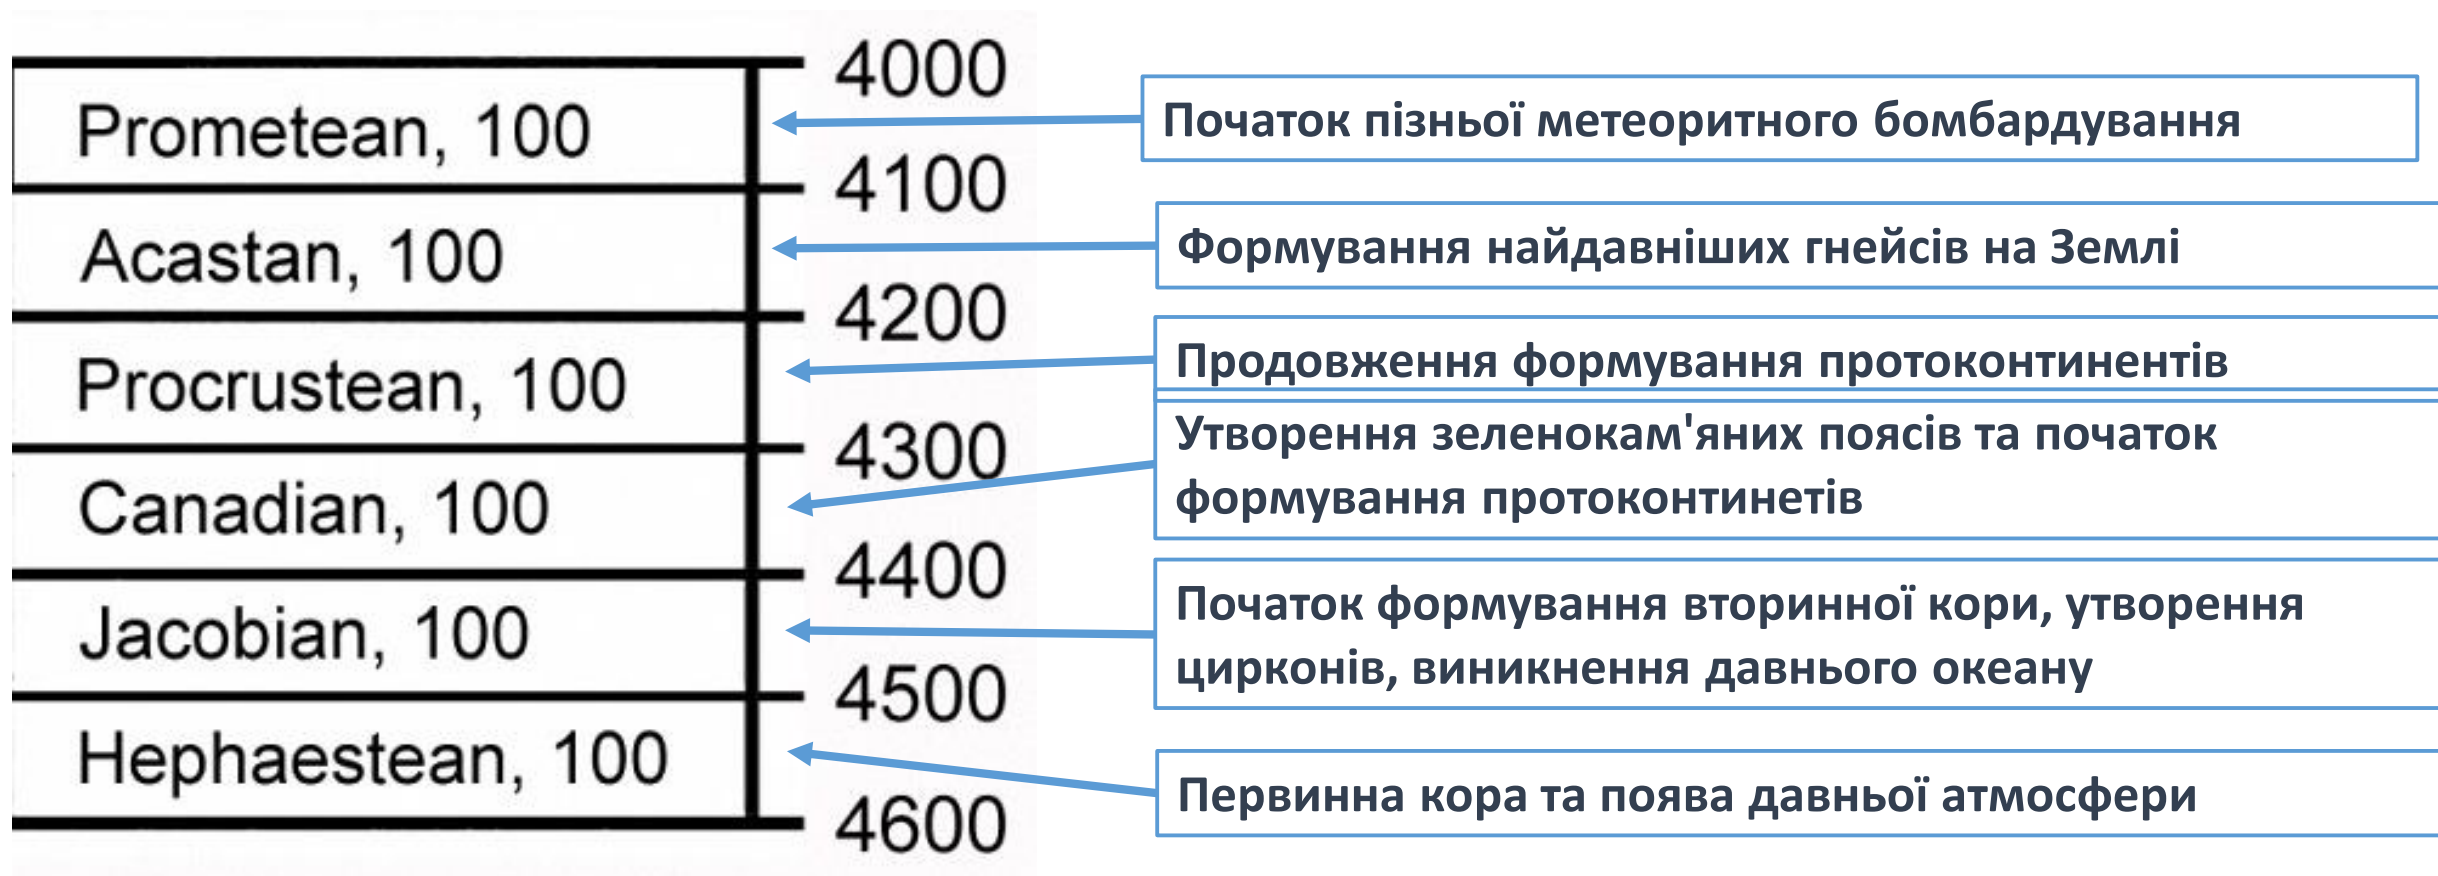 4000
Prometean, 100
Початок пізньої метеоритного бомбардування
4100
Acastan, 100
Формування найдавніших гнейсів на Землі
4200
Procrustean, 100
Продовження формування протоконтинентів
4300
Canadian, 100
Утворення зеленокам'яних поясів та початок
формування протоконтинетів
4400
Jacobian, 100
Початок формування вторинної кори, утворення
цирконів, виникнення давнього океану
4500
Hephaestean, 100
Первинна кора та поява давньої атмосфери
4600